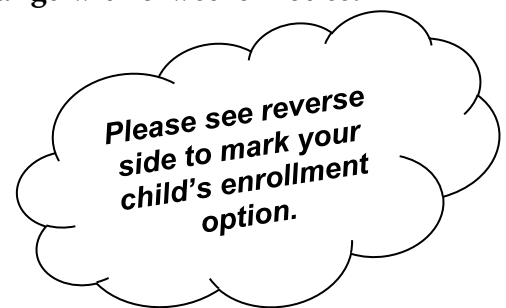 Please see reverse
side to mark your
child's enrollment
option.